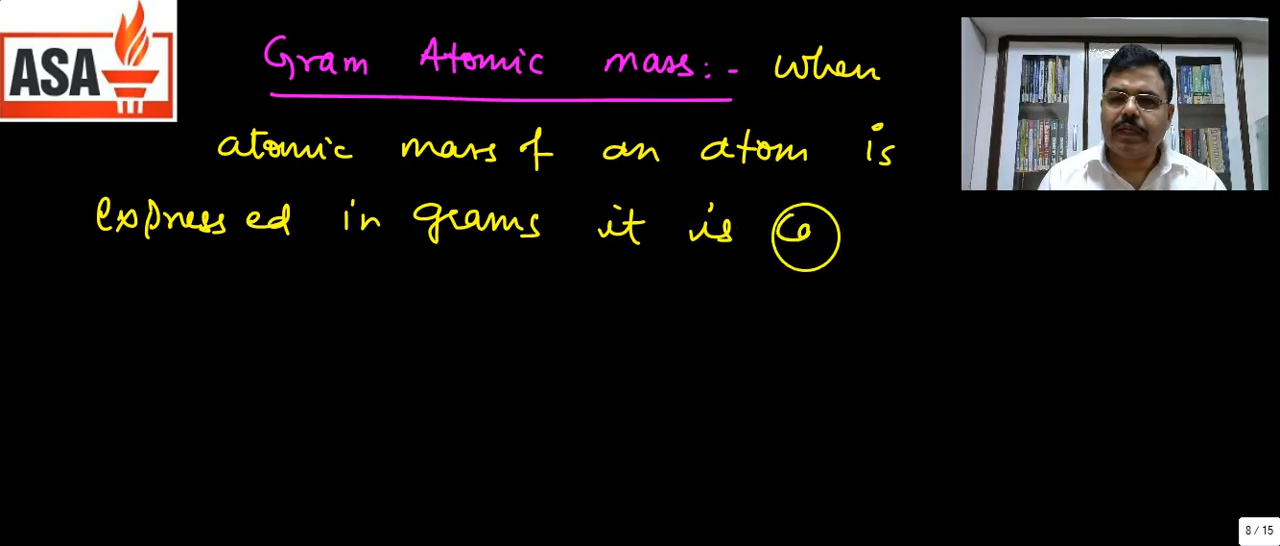 ASA
Gram Atomic mass:- when
atomic mass of an atom is
expressed in grams it is
8 / 15